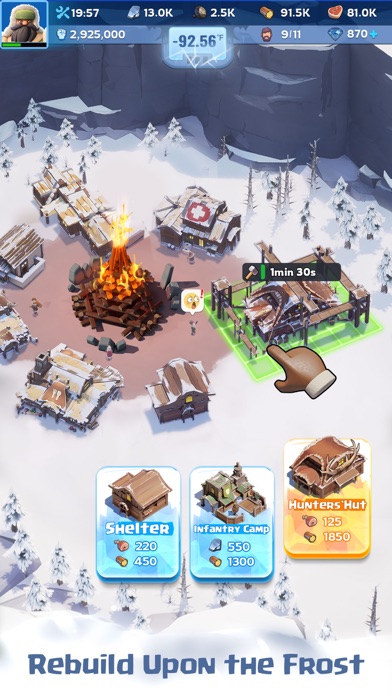 19:57 13.0K 2.5K 91.5K 81.0K
2,925,000 -92.56°F 9/11 870+
1min 30s
Shelter
220
450
Infantry Camp
550
1300
Hunters'Hut
125
1850
Rebuild Upon the Frost